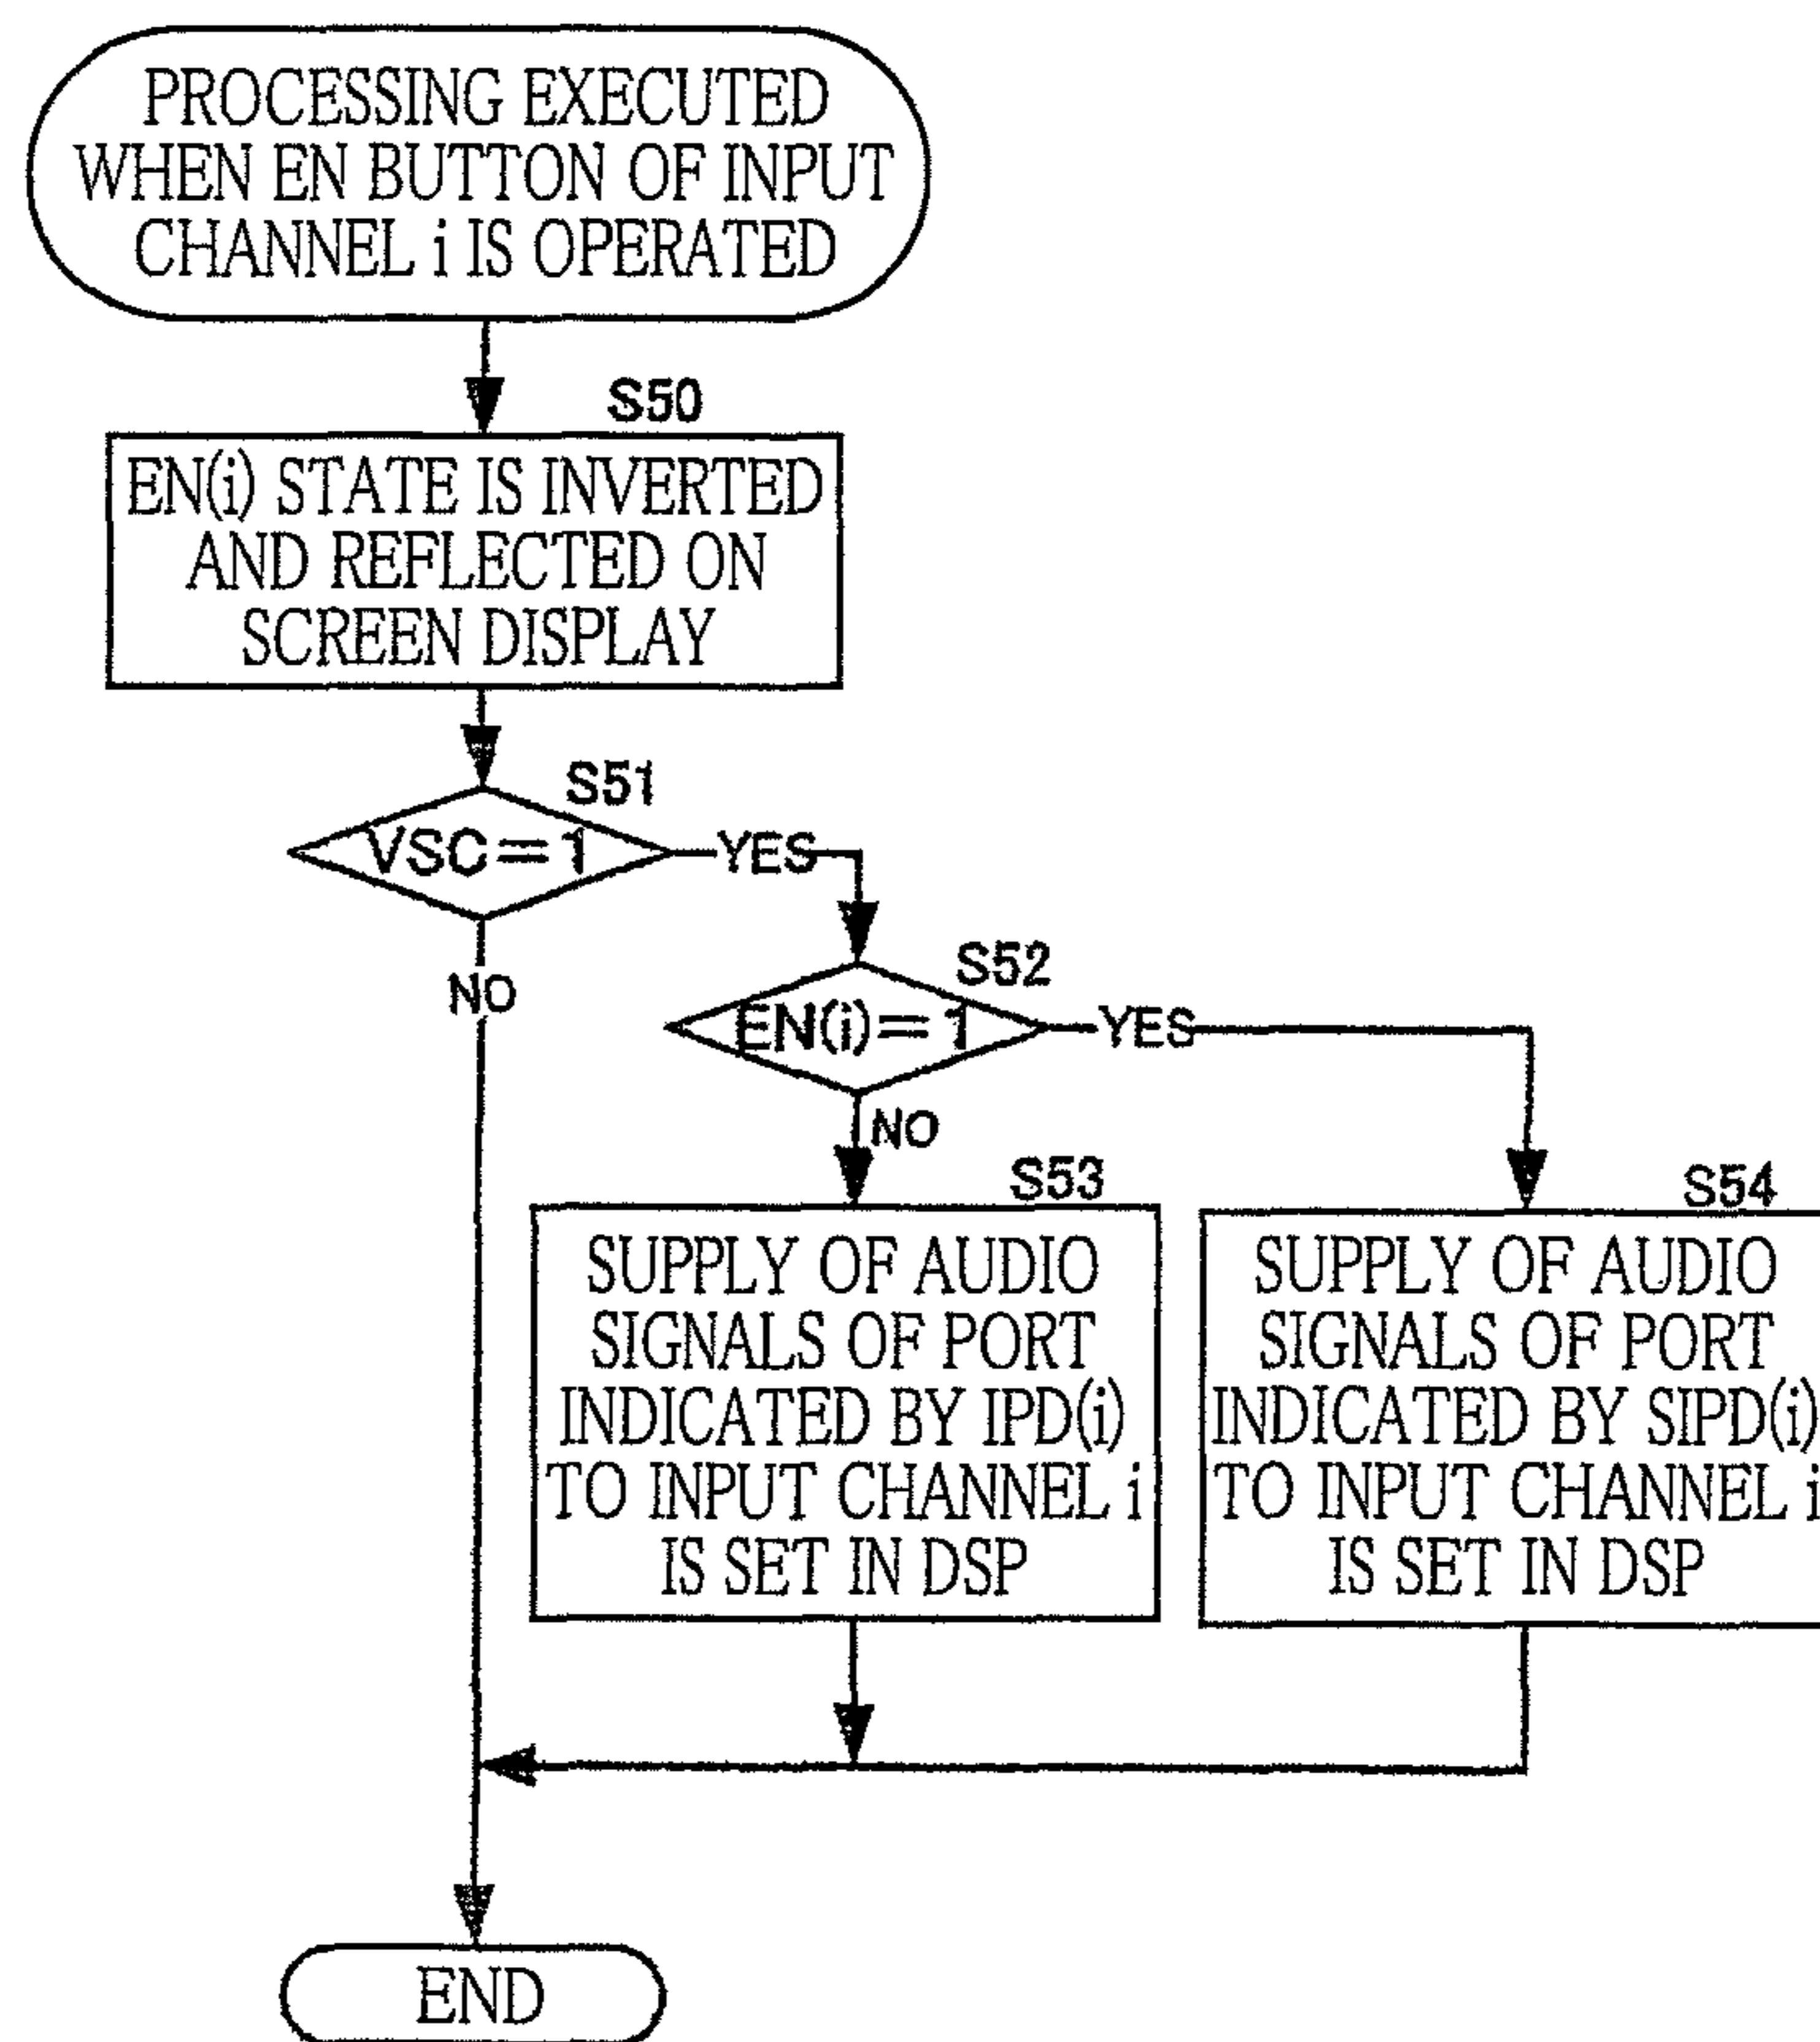 PROCESSING EXECUTED
WHEN EN BUTTON OF INPUT
CHANNEL i IS OPERATED
S50
EN(i) STATE IS INVERTED
AND REFLECTED ON
SCREEN DISPLAY
S51
VSC=1
YES
NO
S52
EN(i)=1
YES
NO
S53
SUPPLY OF AUDIO
SIGNALS OF PORT
INDICATED BY IPD(i)
TO INPUT CHANNEL i
IS SET IN DSP
S54
SUPPLY OF AUDIO
SIGNALS OF PORT
INDICATED BY SIPD(i)
TO INPUT CHANNEL i
IS SET IN DSP
END